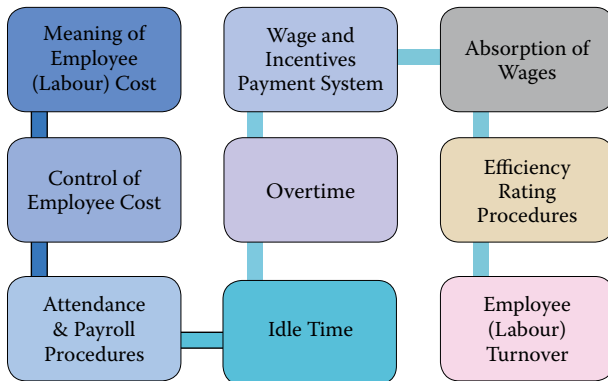 Meaning of
Employee
(Labour) Cost
Control of
Employee Cost
Attendance
& Payroll
Procedures
Idle Time
Overtime
Wage and
Incentives
Payment System
Absorption of
Wages
Efficiency
Rating
Procedures
Employee
(Labour)
Turnover